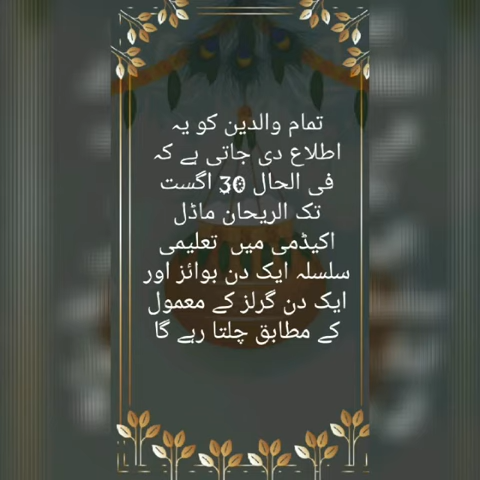 تمام والدین کو یہ
اطلاع دی جاتی ہے کہ
فی الحال 30 اگست
تک الریحان ماڈل
اکیڈمی میں تعلیمی
سلسلہ ایک دن بوائز اور
ایک دن گرلز کے معمول
کے مطابق چلتا رہے گا